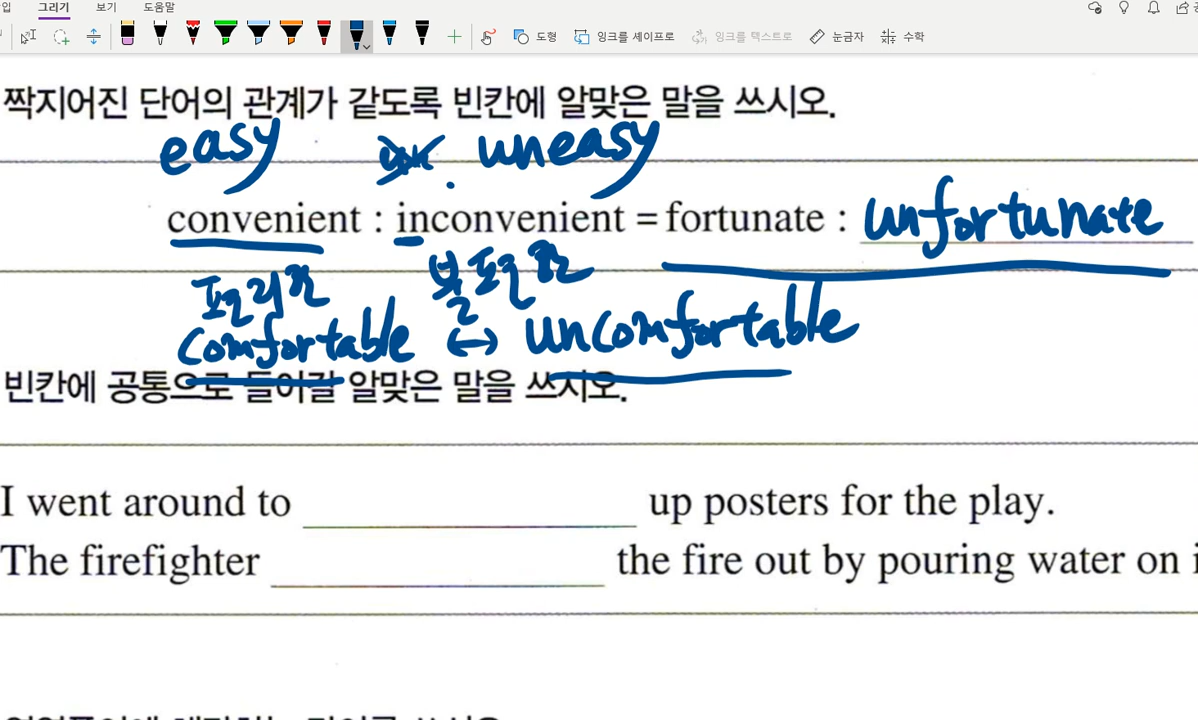 입 그리기 보기 도움말
도형 잉크를 셰이프로 잉크를 텍스트로 눈금자 수학
짝지어진 단어의 관계가 같도록 빈칸에 알맞은 말을 쓰시오.
easy uneasy
convenient : inconvenient = fortunate : unfortunate
편리한 불편한
comfortable ↔ uncomfortable
빈칸에 공통으로 들어갈 알맞은 말을 쓰시오.
I went around to up posters for the play.
The firefighter the fire out by pouring water on i